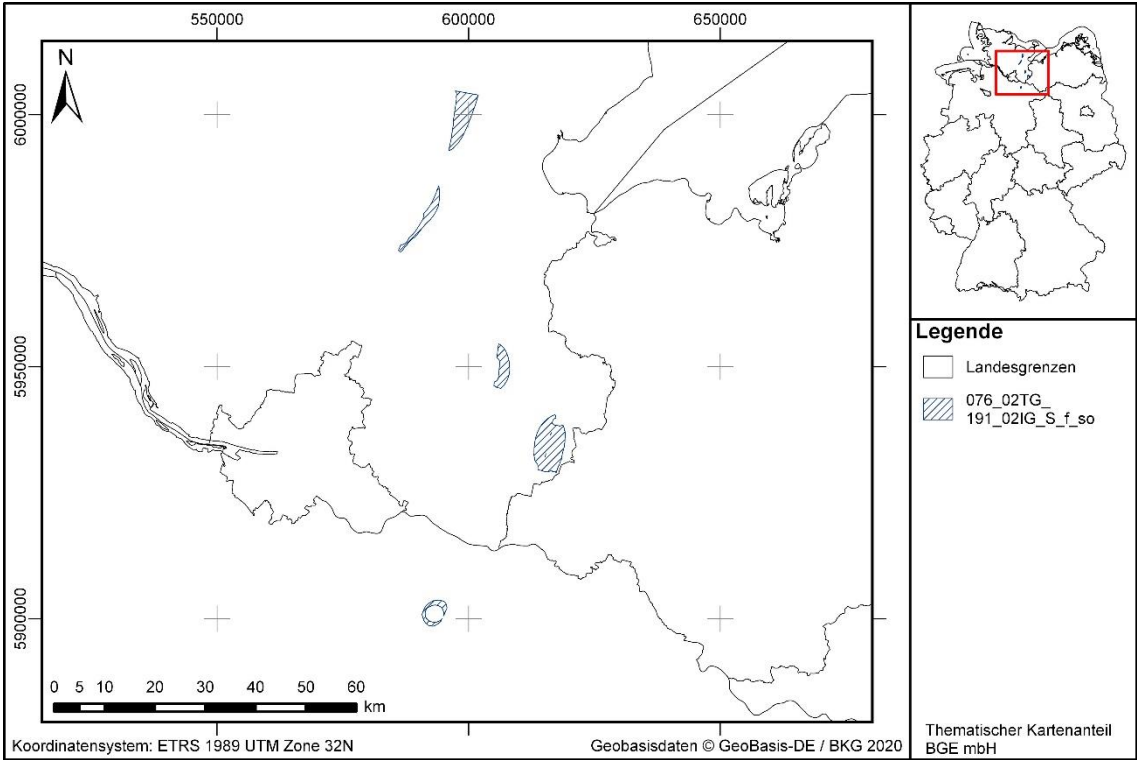 550000 600000 650000
N
6000000
5950000
5900000
0 5 10 20 30 40 50 60
km
Koordinatensystem: ETRS 1989 UTM Zone 32N
Geobasisdaten © GeoBasis-DE / BKG 2020
Legende
Landesgrenzen
076_02TG_
191_02IG_S_f_so
Thematischer Kartenanteil
BGE mbH